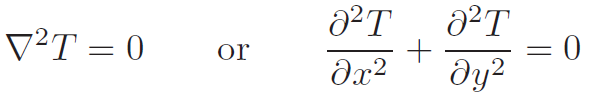 ∇²T = 0 or ∂²T/∂x² + ∂²T/∂y² = 0